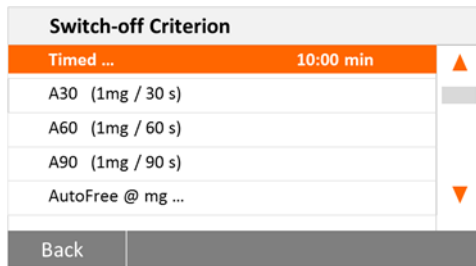 Switch-off Criterion
Timed ... 10:00 min
A30 (1mg / 30 s)
A60 (1mg / 60 s)
A90 (1mg / 90 s)
AutoFree @ mg ...
Back